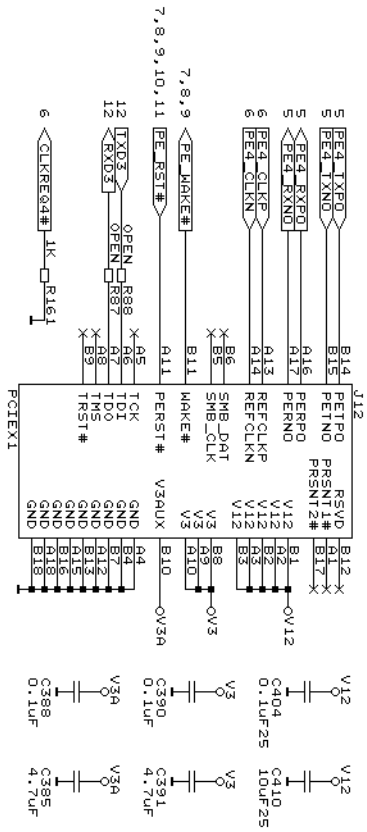 J12
5 PE4_TXP0 B14 PETP0 RSVD B12
5 PE4_TXN0 B15 PETN0 PRSNT1# A1
PRSNT2# B17
5 PE4_RXP0 A16 PERP0
5 PE4_RXN0 A17 PERN0 V12 B1 V12
V12 A2
6 PE4_CLKP A13 REFCLKP V12 B2
6 PE4_CLKN A14 REFCLKN V12 A3
V12 B3
B6 SMB_DAT
B5 SMB_CLK V3 B8 V3
V3 A9
7,8,9 PE_WAKE# B11 WAKE# V3 A10
7,8,9,10,11 PE_RST# A11 PERST# V3AUX B10 V3A
A5 TCK GND A4
12 TXD3 OPEN R88 A6 TDI GND B4
12 RXD3 OPEN R87 A7 TDO GND B7
A8 TMS GND A12
B9 TRST# GND B13
GND A15
GND B16
6 CLKREQ4# 1K R161 GND A18
GND B18
PCIEX1
V12 V12
C404 C410
0.1uF25 10uF25
V3 V3
C390 C391
0.1uF 4.7uF
V3A V3A
C388 C385
0.1uF 4.7uF